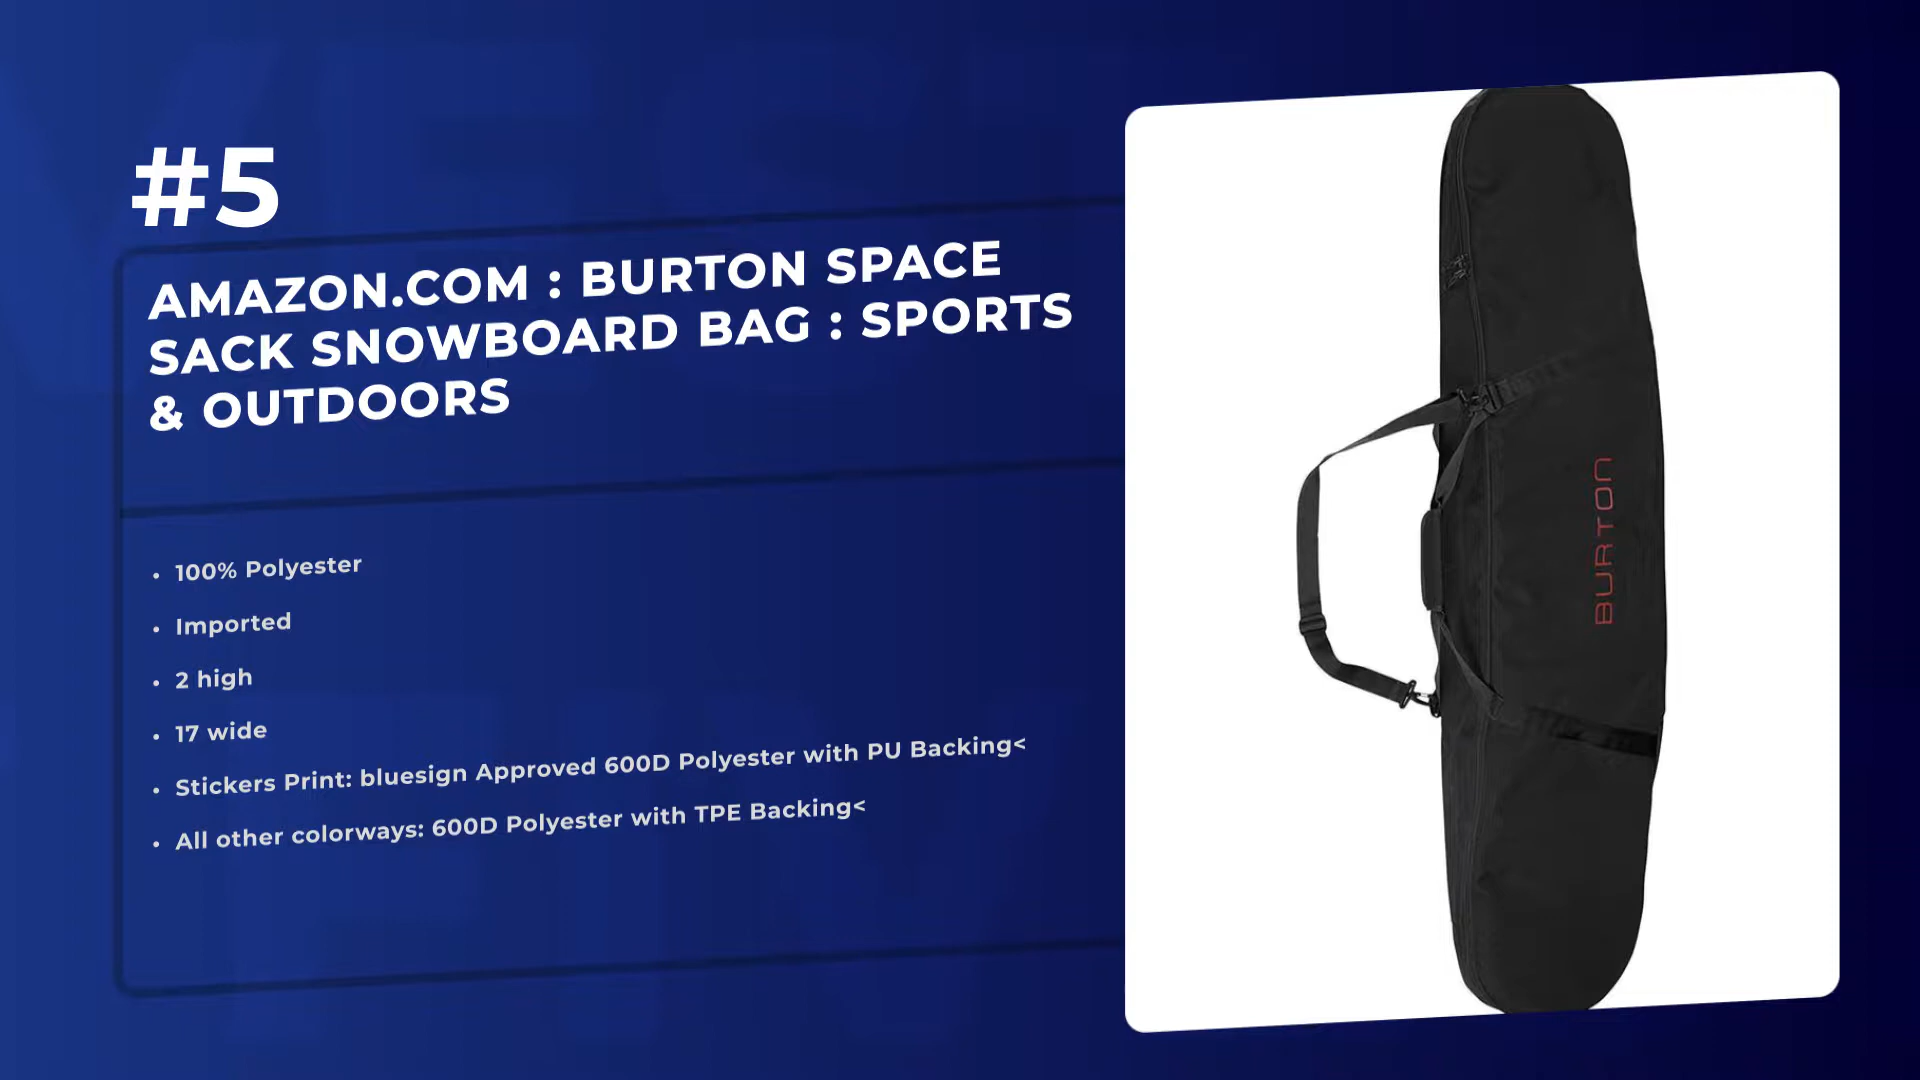 #5
AMAZON.COM : BURTON SPACE
SACK SNOWBOARD BAG : SPORTS
& OUTDOORS
• 100% Polyester
• Imported
• 2 high
• 17 wide
• Stickers Print: bluesign Approved 600D Polyester with PU Backing<
• All other colorways: 600D Polyester with TPE Backing<
BURTON